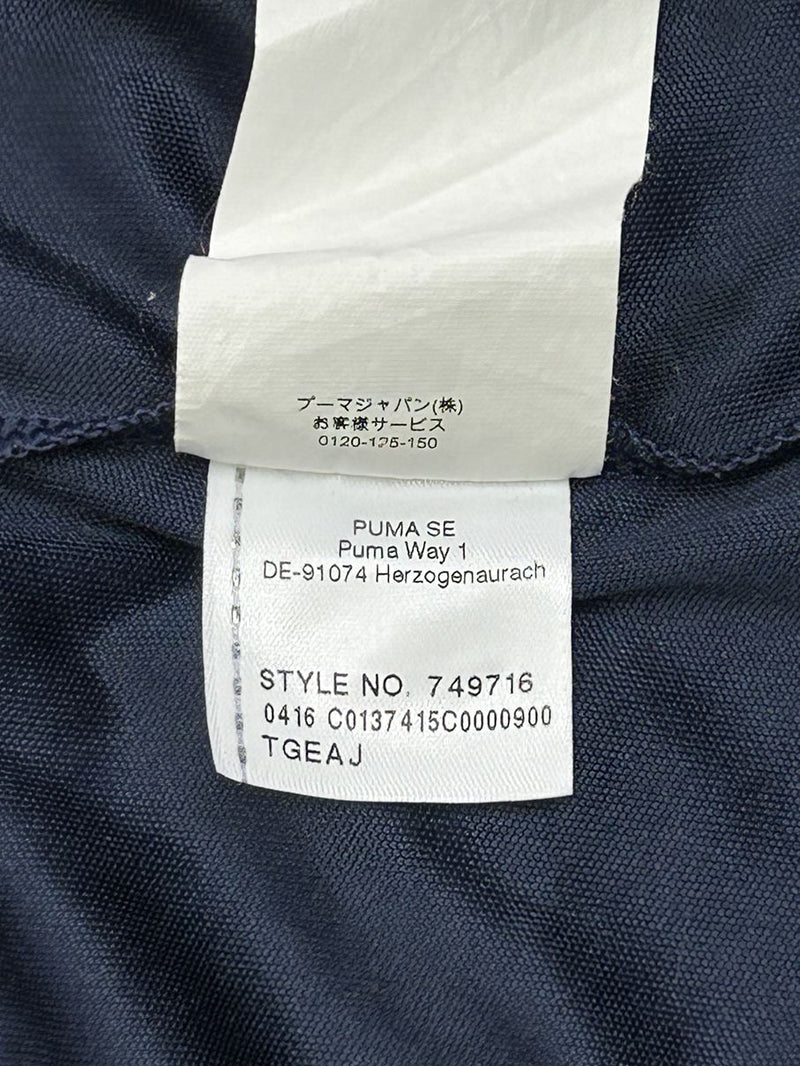 プーマジャパン(株)
お客様サービス
0120-125-150
PUMA SE
Puma Way 1
DE-91074 Herzogenaurach
STYLE NO. 749716
0416 C0137415C0000900
TGEAJ